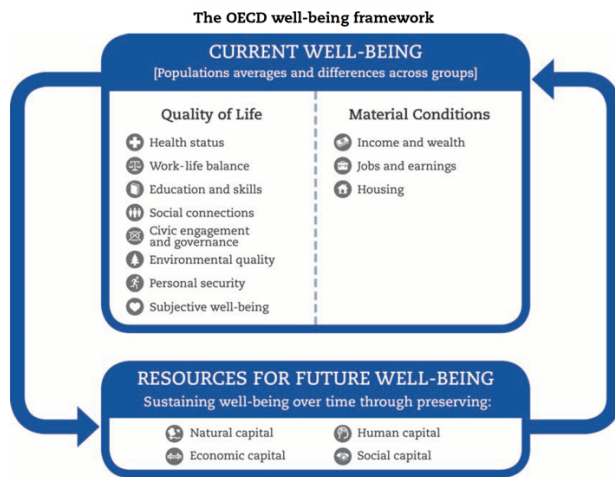 The OECD well-being framework
CURRENT WELL-BEING
[Populations averages and differences across groups]
Quality of Life
Health status
Work-life balance
Education and skills
Social connections
Civic engagement
and governance
Environmental quality
Personal security
Subjective well-being
Material Conditions
Income and wealth
Jobs and earnings
Housing
RESOURCES FOR FUTURE WELL-BEING
Sustaining well-being over time through preserving:
Natural capital
Human capital
Economic capital
Social capital